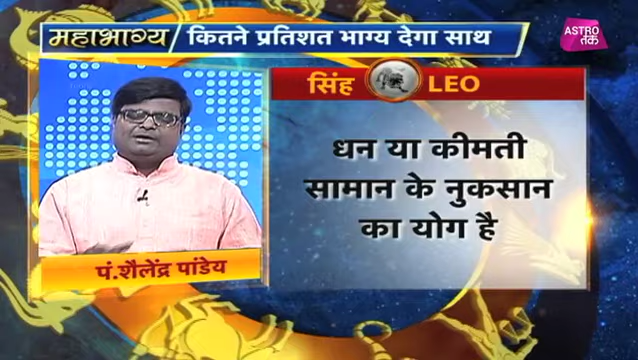 महाभाग्य कितने प्रतिशत भाग्य देगा साथ
ASTRO
तक
सिंह LEO
धन या कीमती
सामान के नुकसान
का योग है
पं.शैलेंद्र पांडेय